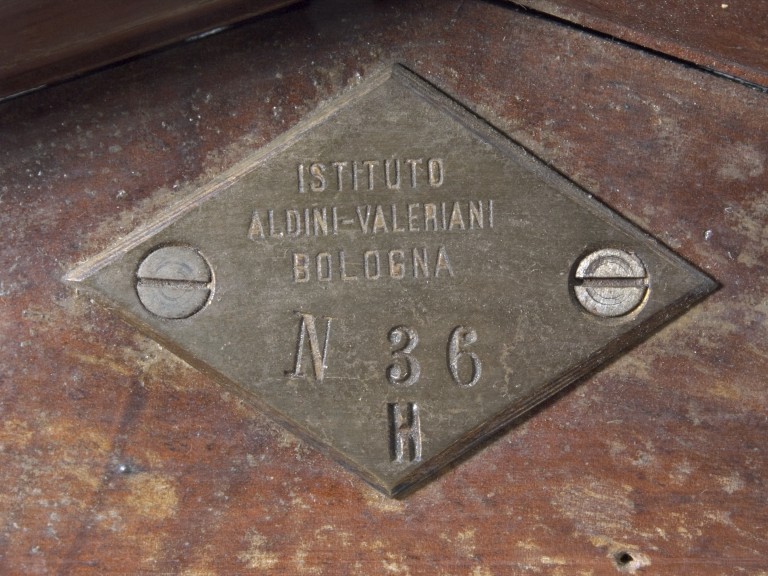 ISTITUTO
ALDINI-VALERIANI
BOLOGNA
N 36
H